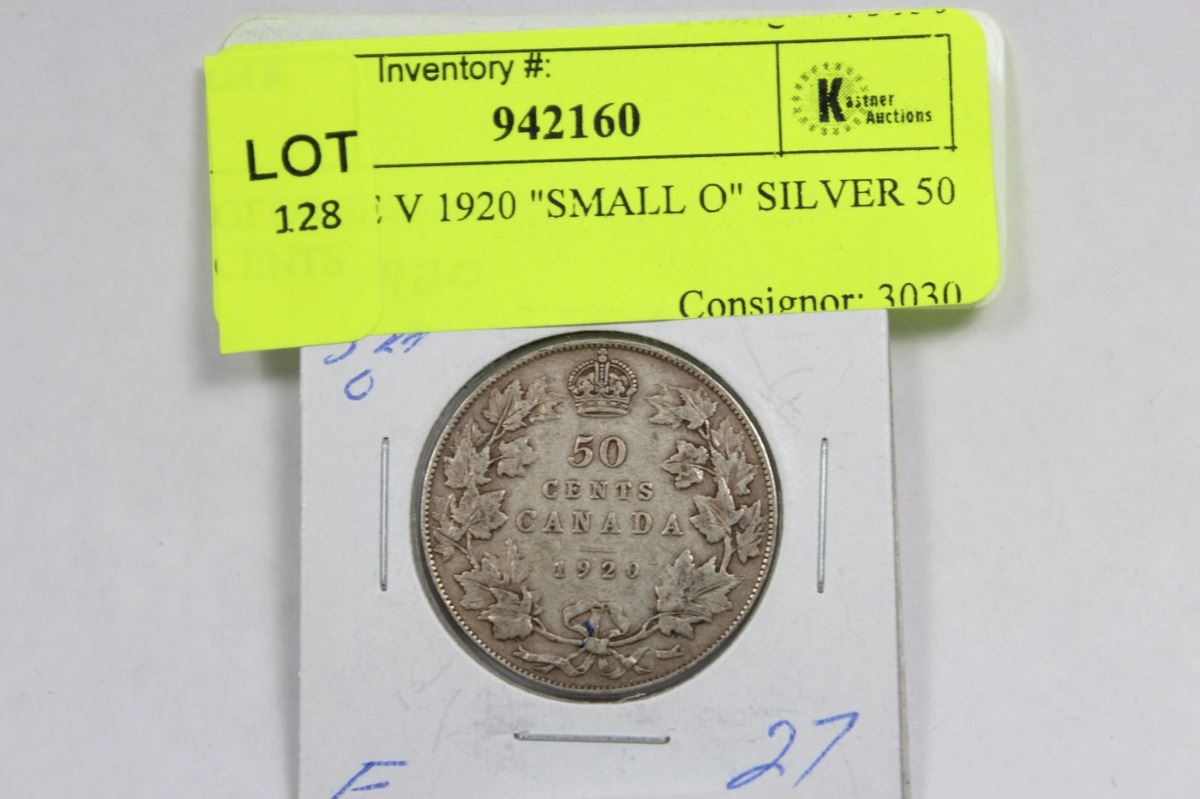 Inventory #:
942160
Kastner
Auctions
LOT
128
E V 1920 "SMALL O" SILVER 50
CENTS
Consignor: 3030
O
50
CENTS
CANADA
1920
F
27